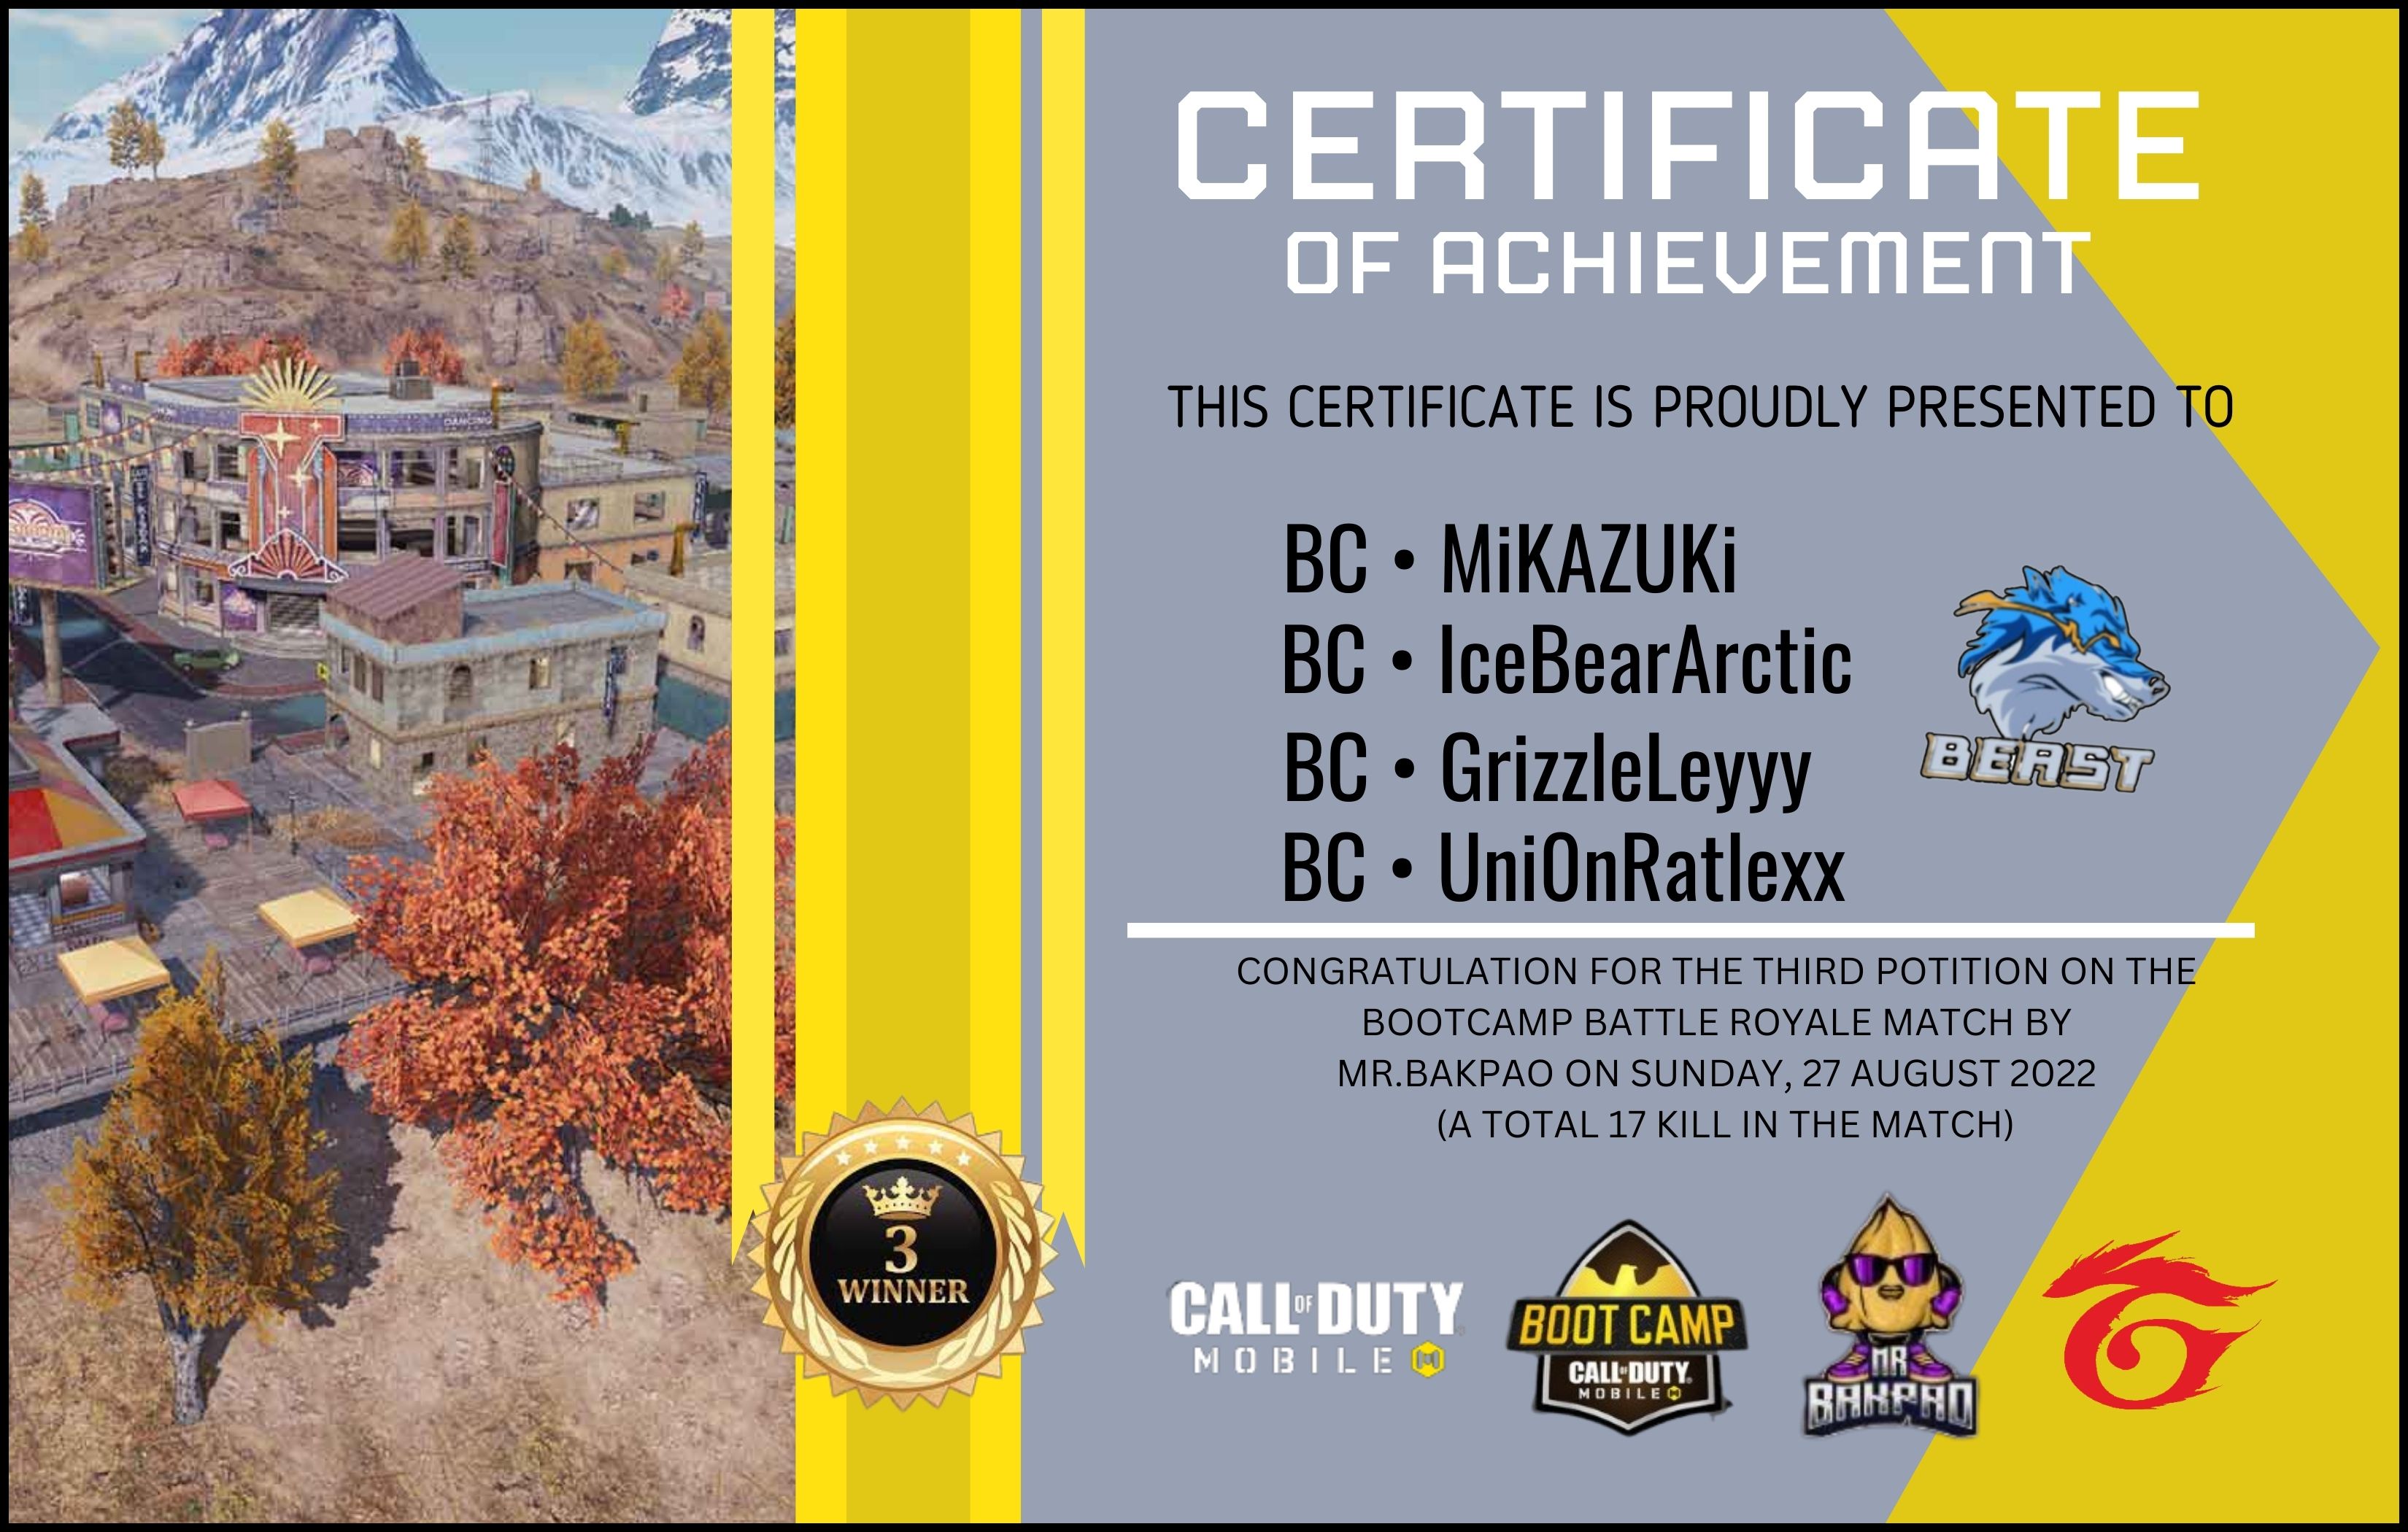 CERTIFICATE
OF ACHIEVEMENT
THIS CERTIFICATE IS PROUDLY PRESENTED TO
BC • MiKAZUKi
BC • IceBearArctic
BC • GrizzleLeyyy
BC • Uni0nRatlexx
BEAST
CONGRATULATION FOR THE THIRD POTITION ON THE
BOOTCAMP BATTLE ROYALE MATCH BY
MR.BAKPAO ON SUNDAY, 27 AUGUST 2022
(A TOTAL 17 KILL IN THE MATCH)
3
WINNER
CALL OF DUTY
MOBILE
BOOT CAMP
CALL OF DUTY
MOBILE
MR
BAKPAO
DANCING